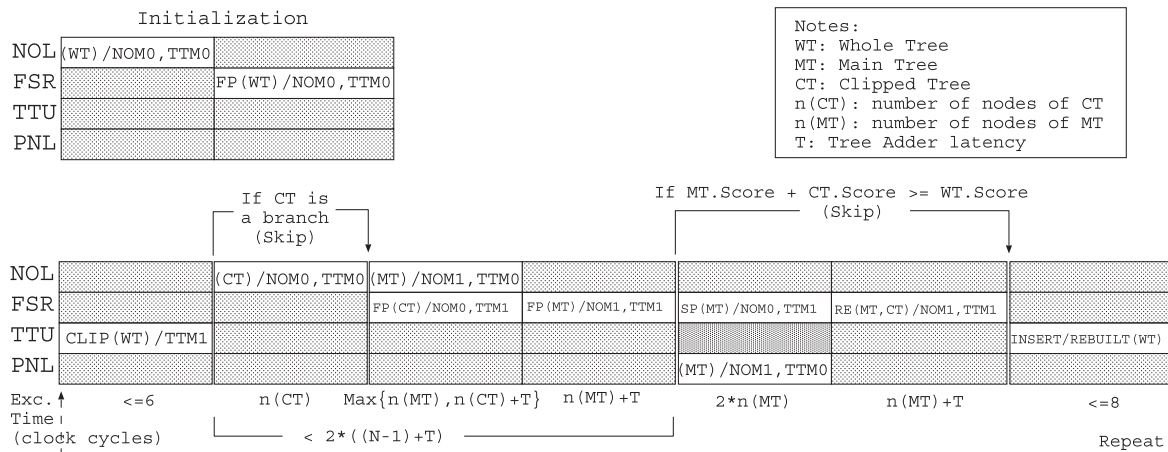 Initialization
NOL (WT)/NOM0,TTM0
FSR FP(WT)/NOM0,TTM0
TTU
PNL
Notes:
WT: Whole Tree
MT: Main Tree
CT: Clipped Tree
n(CT): number of nodes of CT
n(MT): number of nodes of MT
T: Tree Adder latency
If CT is
a branch
(Skip)
If MT.Score + CT.Score >= WT.Score
(Skip)
NOL (CT)/NOM0,TTM0 (MT)/NOM1,TTM0
FSR FP(CT)/NOM0,TTM1 FP(MT)/NOM1,TTM1 SP(MT)/NOM0,TTM1 RE(MT,CT)/NOM1,TTM1
TTU CLIP(WT)/TTM1 INSERT/REBUILT(WT)
PNL (MT)/NOM1,TTM0
Exc. <=6 n(CT) Max{n(MT),n(CT)+T} n(MT)+T 2*n(MT) n(MT)+T <=8
Time
(clock cycles) < 2*((N-1)+T) Repeat